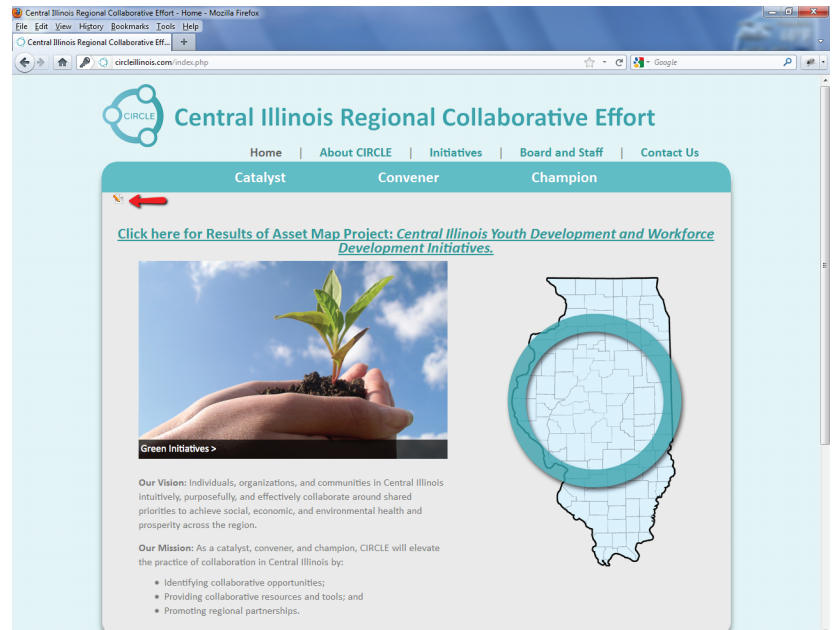 Central Illinois Regional Collaborative Effort - Home - Mozilla Firefox
File Edit View History Bookmarks Tools Help
Central Illinois Regional Collaborative Eff... +
circleillinois.com/index.php
Google
CIRCLE
Central Illinois Regional Collaborative Effort
Home | About CIRCLE | Initiatives | Board and Staff | Contact Us
Catalyst Convener Champion
Click here for Results of Asset Map Project: Central Illinois Youth Development and Workforce
Development Initiatives.
Green Initiatives >
Our Vision: Individuals, organizations, and communities in Central Illinois
intuitively, purposefully, and effectively collaborate around shared
priorities to achieve social, economic, and environmental health and
prosperity across the region.
Our Mission: As a catalyst, convener, and champion, CIRCLE will elevate
the practice of collaboration in Central Illinois by:
• Identifying collaborative opportunities;
• Providing collaborative resources and tools; and
• Promoting regional partnerships.